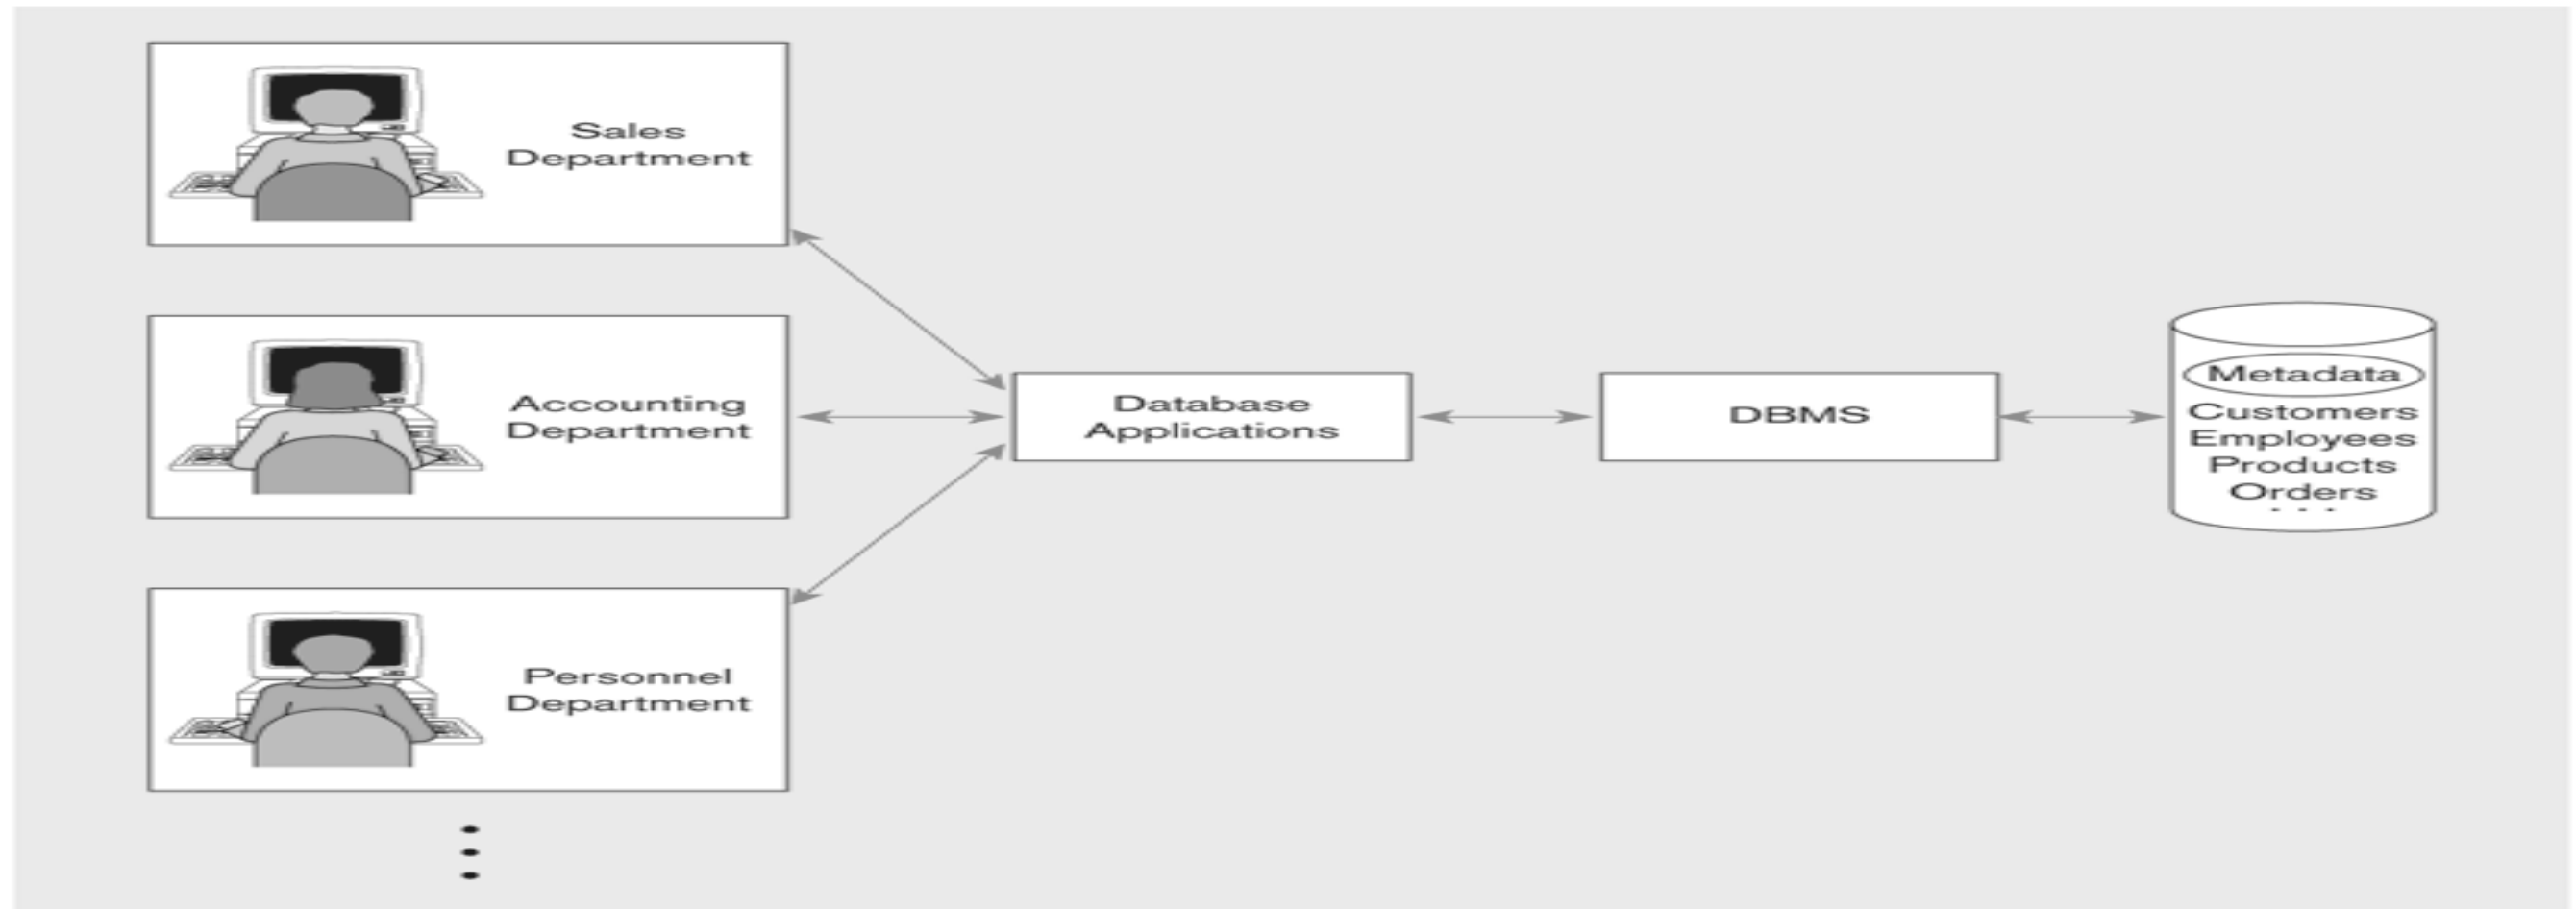 Sales
Department
Accounting
Department
Personnel
Department
Database
Applications
DBMS
Metadata
Customers
Employees
Products
Orders
. . .